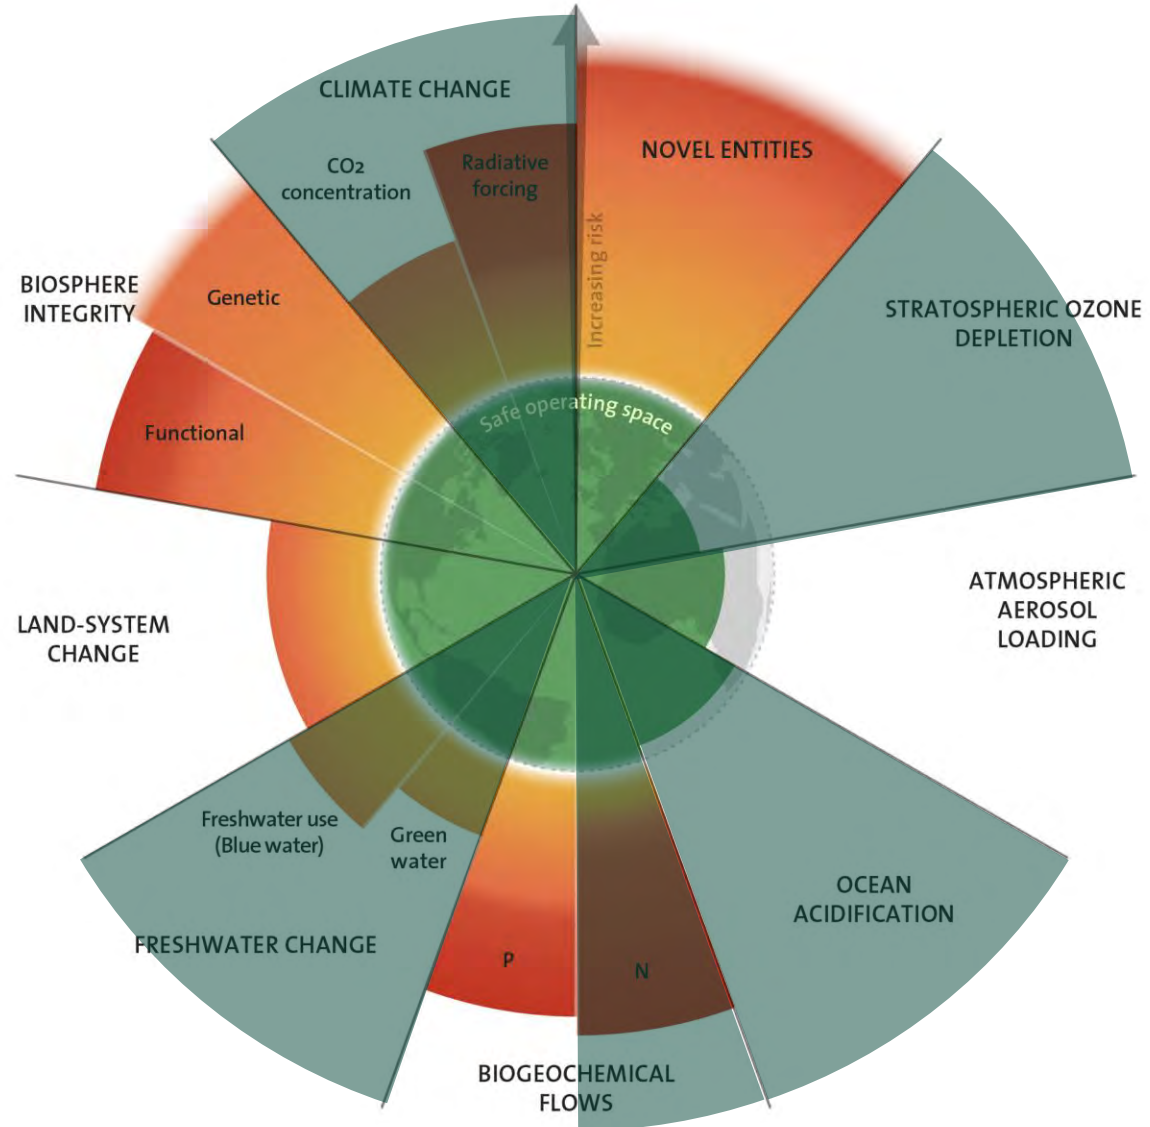 CLIMATE CHANGE
CO2
concentration
Radiative
forcing
NOVEL ENTITIES
Increasing risk
STRATOSPHERIC OZONE
DEPLETION
BIOSPHERE
INTEGRITY
Genetic
Functional
Safe operating space
ATMOSPHERIC
AEROSOL
LOADING
LAND-SYSTEM
CHANGE
Freshwater use
(Blue water)
Green
water
FRESHWATER CHANGE
P
N
BIOGEOCHEMICAL
FLOWS
OCEAN
ACIDIFICATION